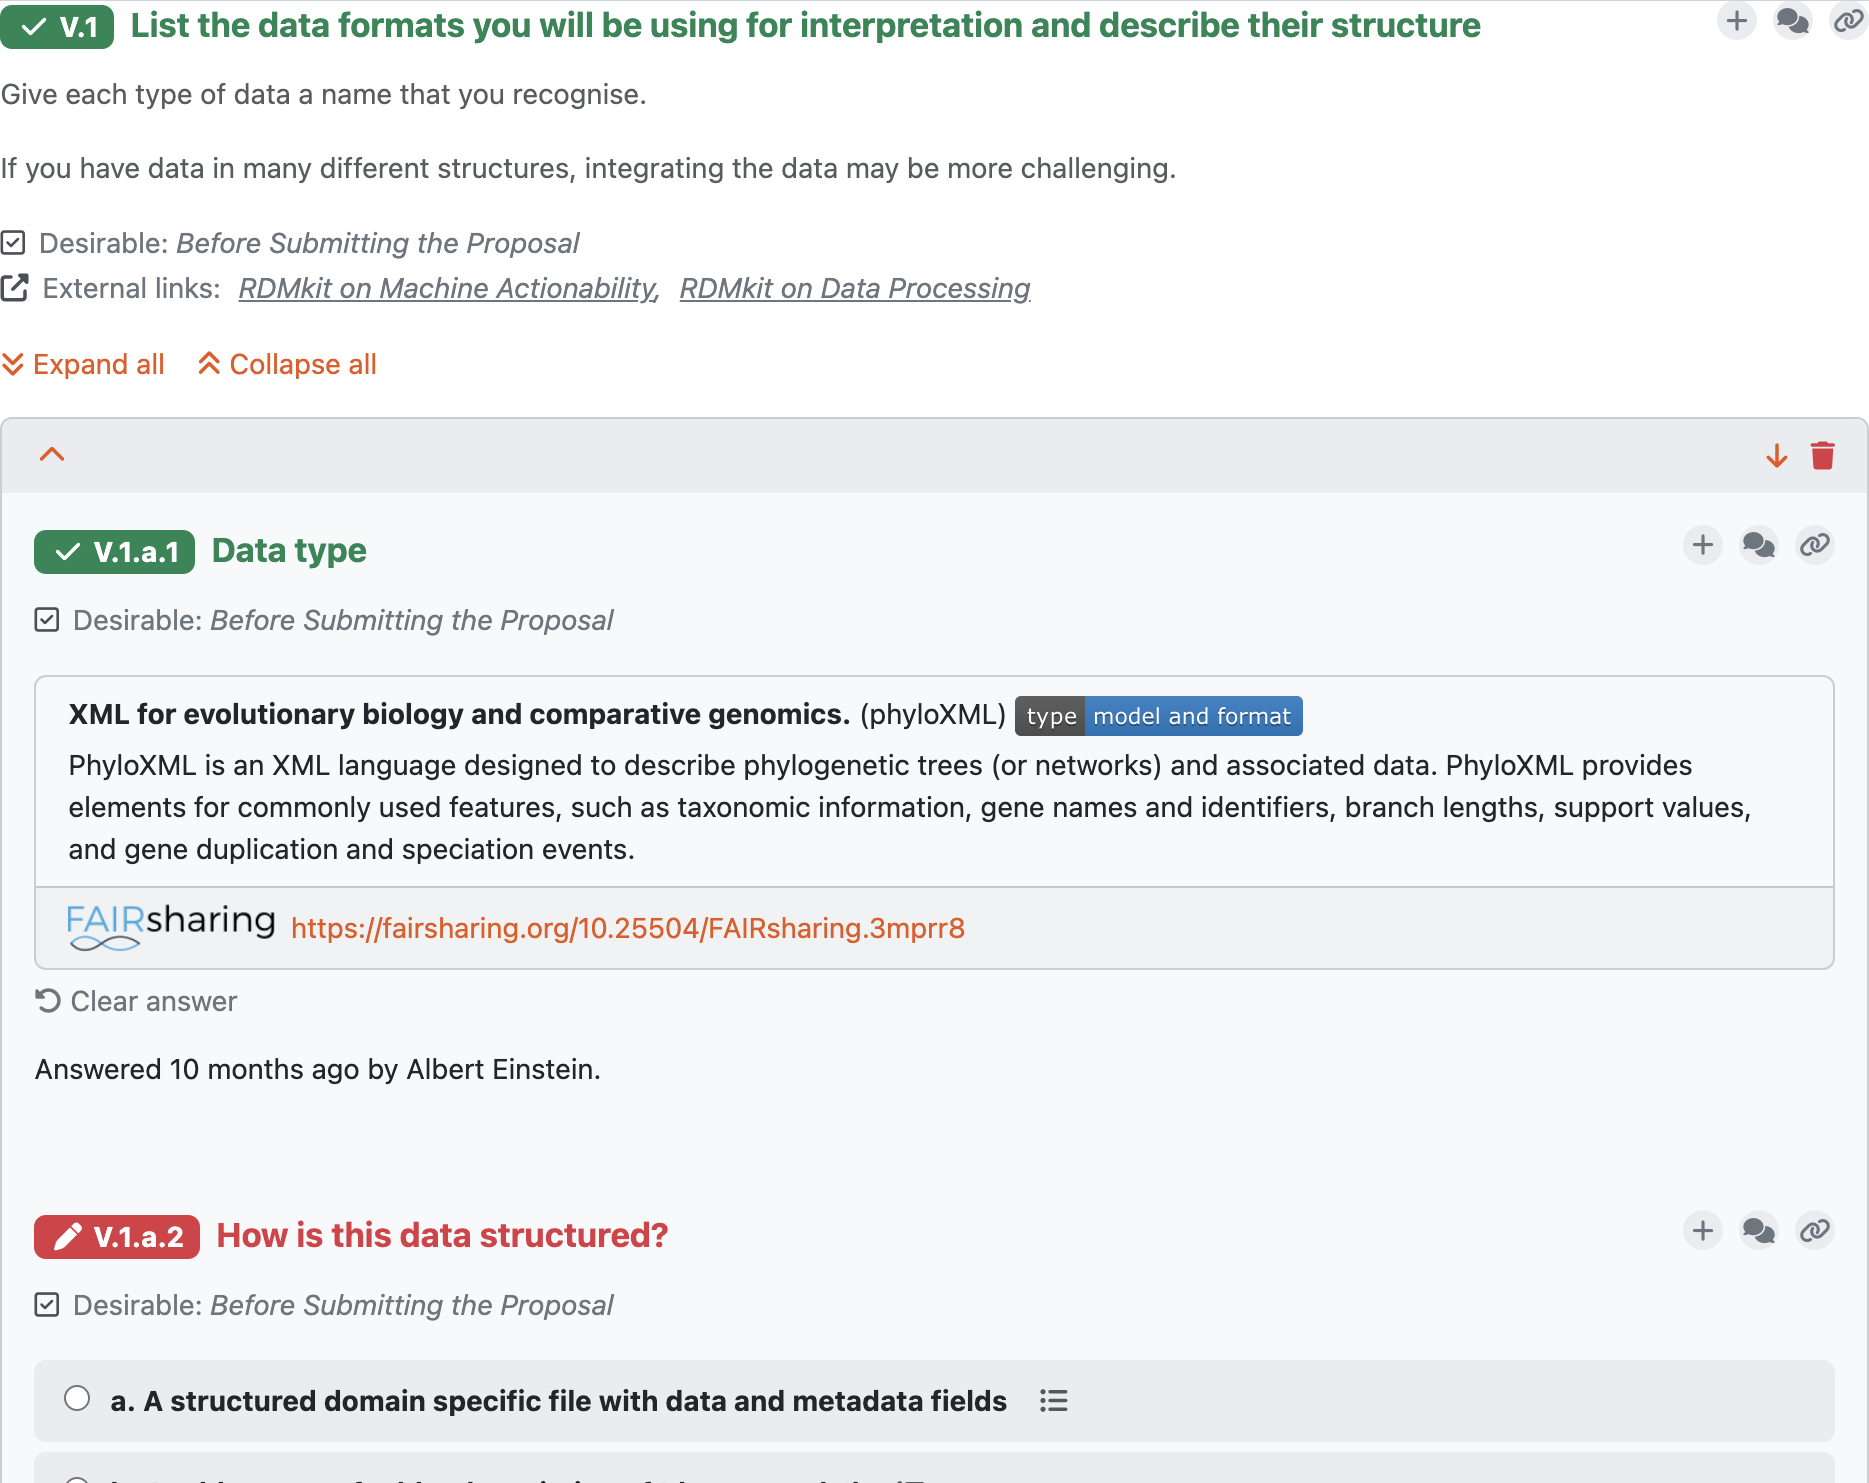 V.1 List the data formats you will be using for interpretation and describe their structure
Give each type of data a name that you recognise.
If you have data in many different structures, integrating the data may be more challenging.
Desirable: Before Submitting the Proposal
External links: RDMkit on Machine Actionability, RDMkit on Data Processing
Expand all Collapse all
V.1.a.1 Data type
Desirable: Before Submitting the Proposal
XML for evolutionary biology and comparative genomics. (phyloXML) type model and format
PhyloXML is an XML language designed to describe phylogenetic trees (or networks) and associated data. PhyloXML provides
elements for commonly used features, such as taxonomic information, gene names and identifiers, branch lengths, support values,
and gene duplication and speciation events.
FAIRsharing https://fairsharing.org/10.25504/FAIRsharing.3mprr8
Clear answer
Answered 10 months ago by Albert Einstein.
V.1.a.2 How is this data structured?
Desirable: Before Submitting the Proposal
a. A structured domain specific file with data and metadata fields